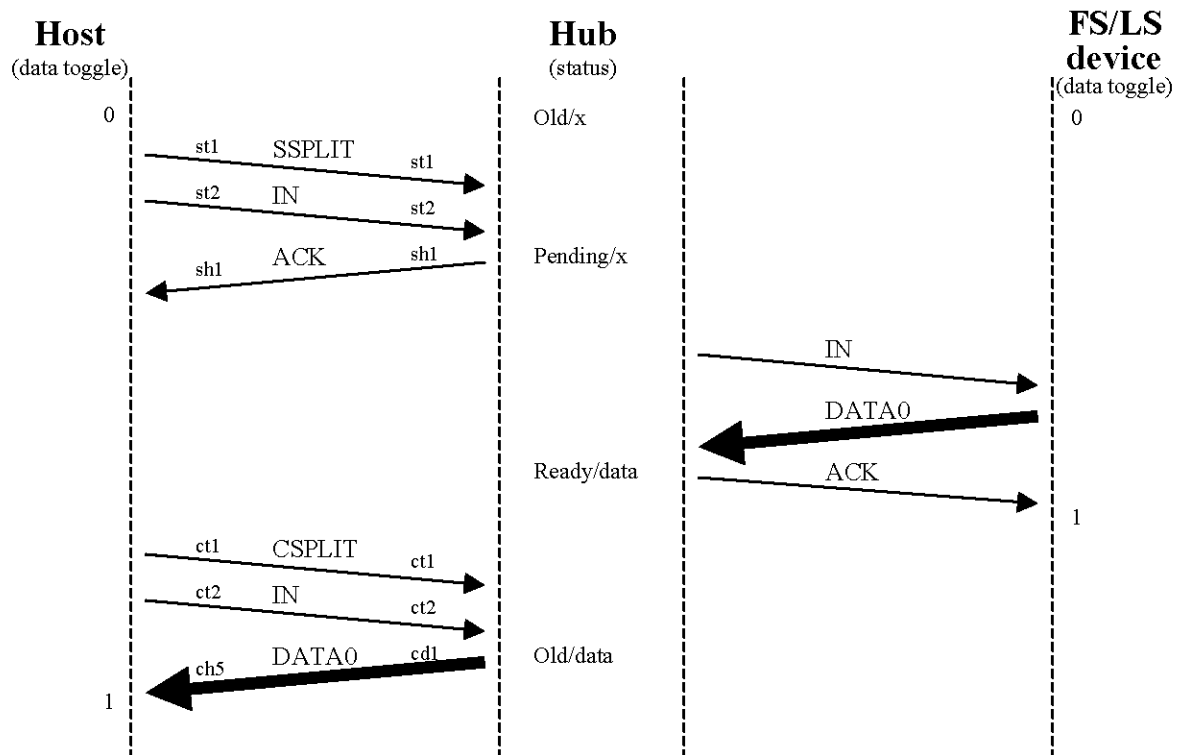 Host
(data toggle)
Hub
(status)
FS/LS
device
(data toggle)
0
Old/x
0
st1 SSPLIT st1
st2 IN st2
sh1 ACK sh1
Pending/x
IN
DATA0
Ready/data
ACK
1
ct1 CSPLIT ct1
ct2 IN ct2
ch5 DATA0 cd1
Old/data
1